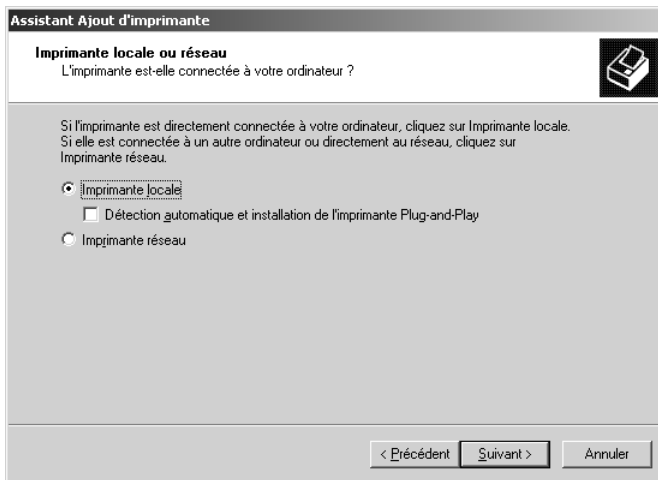 Assistant Ajout d'imprimante
Imprimante locale ou réseau
L'imprimante est-elle connectée à votre ordinateur ?
Si l'imprimante est directement connectée à votre ordinateur, cliquez sur Imprimante locale.
Si elle est connectée à un autre ordinateur ou directement au réseau, cliquez sur
Imprimante réseau.
Imprimante locale
Détection automatique et installation de l'imprimante Plug-and-Play
Imprimante réseau
< Précédent Suivant > Annuler